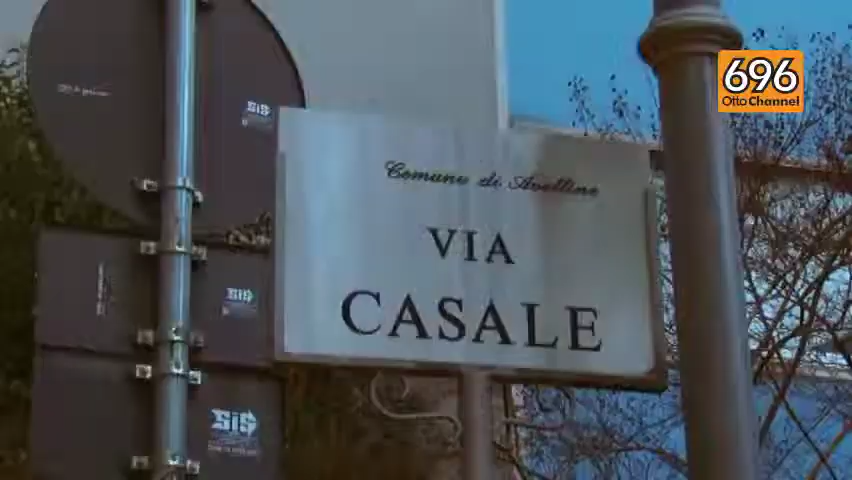 696
Otto Channel
SIS
Comune di Avellino
VIA
CASALE
SIS
SIS